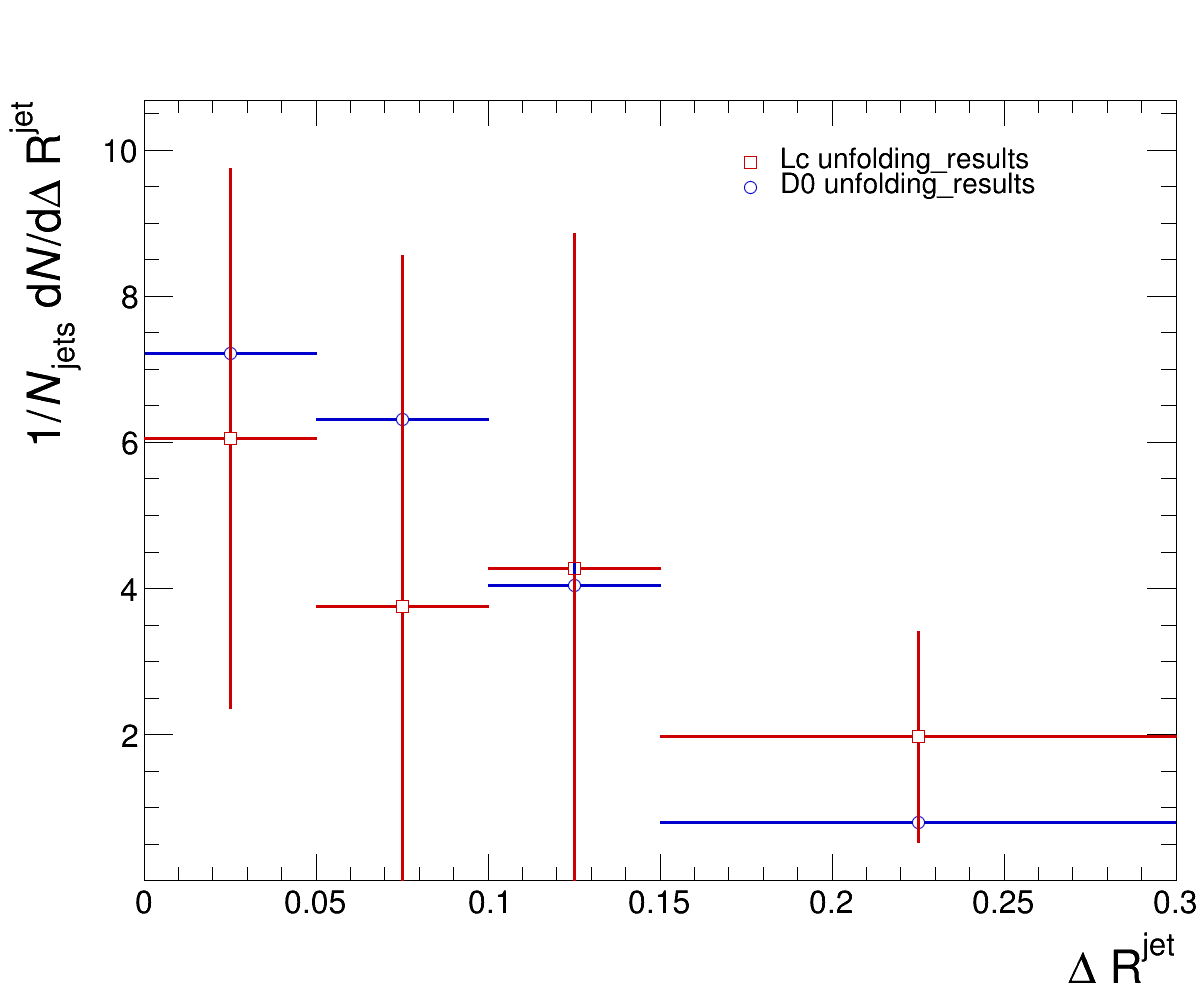 1/N_jets dN/dΔ R^jet
10
8
6
4
2
Lc unfolding_results
D0 unfolding_results
0 0.05 0.1 0.15 0.2 0.25 0.3
Δ R^jet